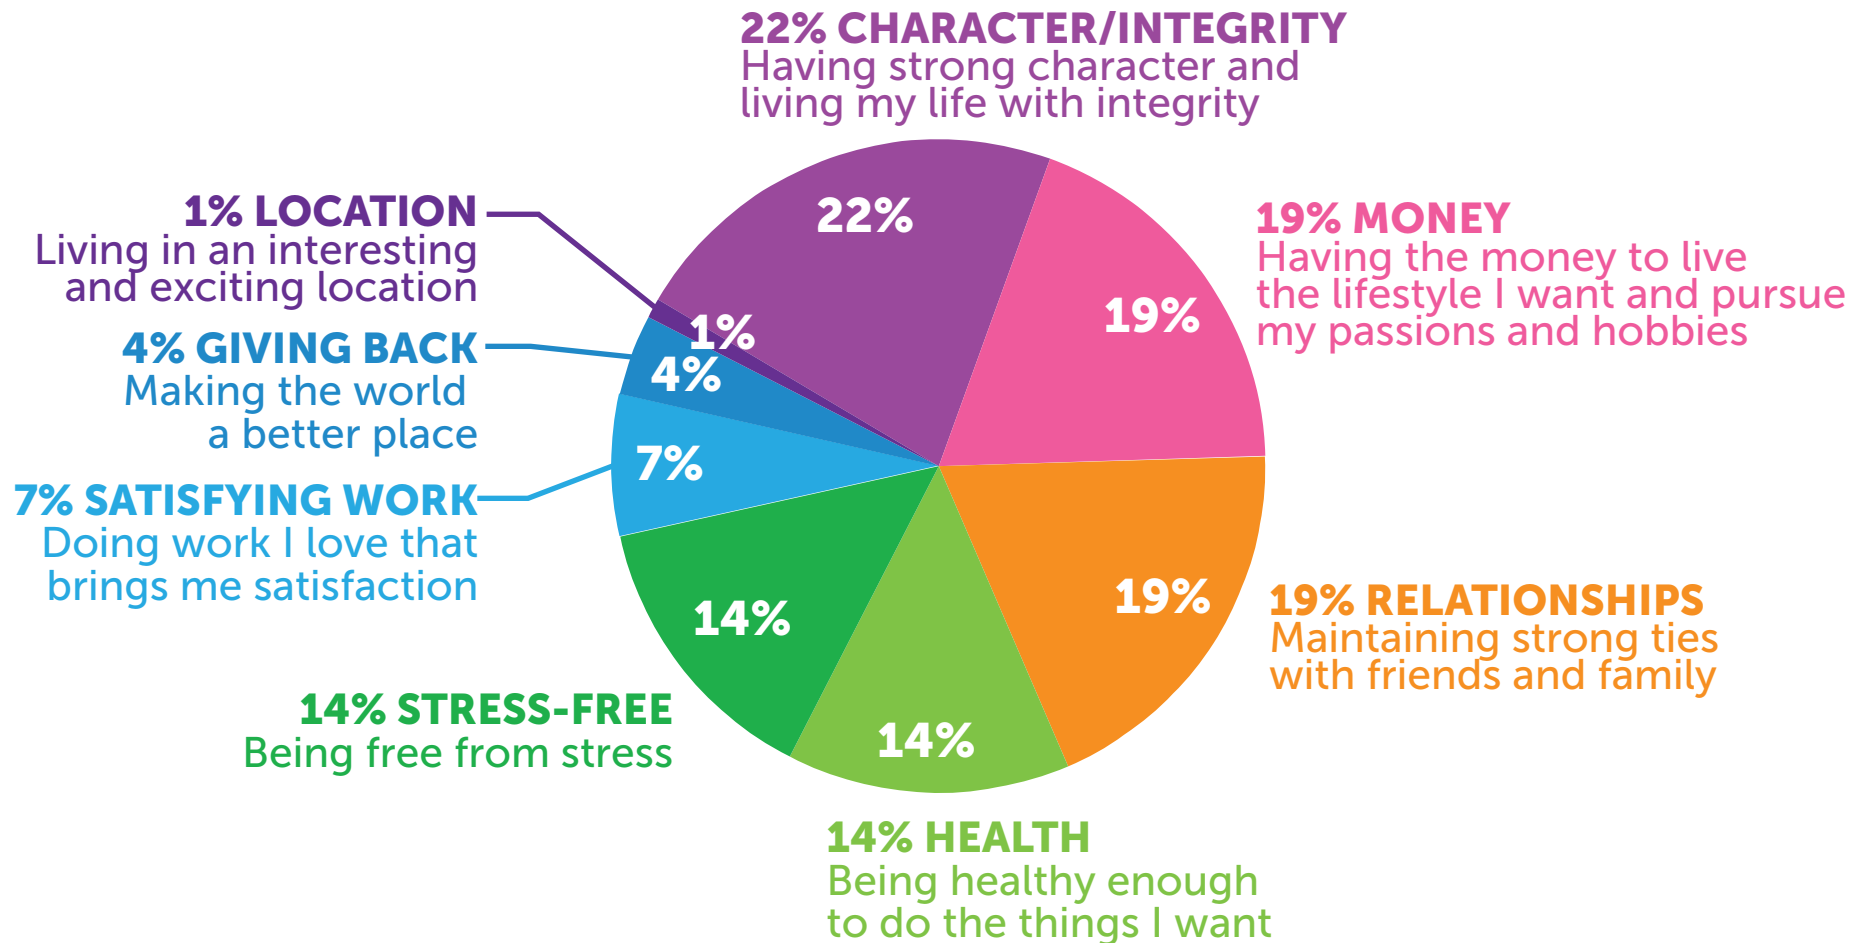 22% CHARACTER/INTEGRITY
Having strong character and
living my life with integrity
22%
19% MONEY
Having the money to live
the lifestyle I want and pursue
my passions and hobbies
19%
19% RELATIONSHIPS
Maintaining strong ties
with friends and family
19%
14% HEALTH
Being healthy enough
to do the things I want
14%
14% STRESS-FREE
Being free from stress
14%
7% SATISFYING WORK
Doing work I love that
brings me satisfaction
7%
4% GIVING BACK
Making the world
a better place
4%
1% LOCATION
Living in an interesting
and exciting location
1%